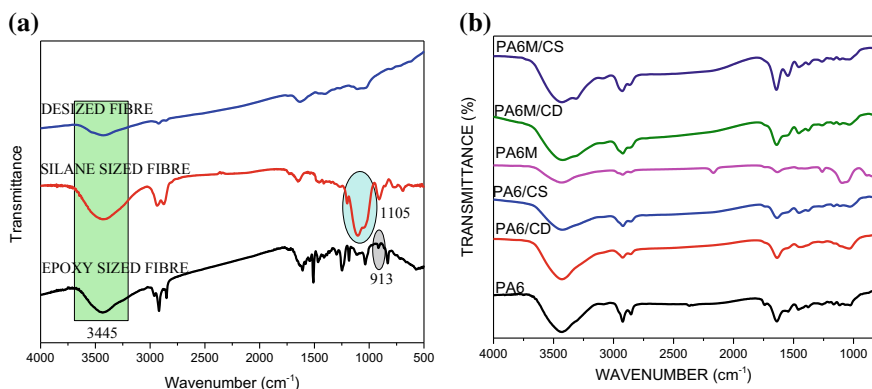 (a)
DESIZED FIBRE
SILANE SIZED FIBRE
1105
EPOXY SIZED FIBRE
913
3445
Transmittance
4000 3500 3000 2500 2000 1500 1000 500
Wavenumber (cm-1)
(b)
PA6M/CS
PA6M/CD
PA6M
PA6/CS
PA6/CD
PA6
TRANSMITTANCE (%)
4000 3500 3000 2500 2000 1500 1000
WAVENUMBER (cm-1)